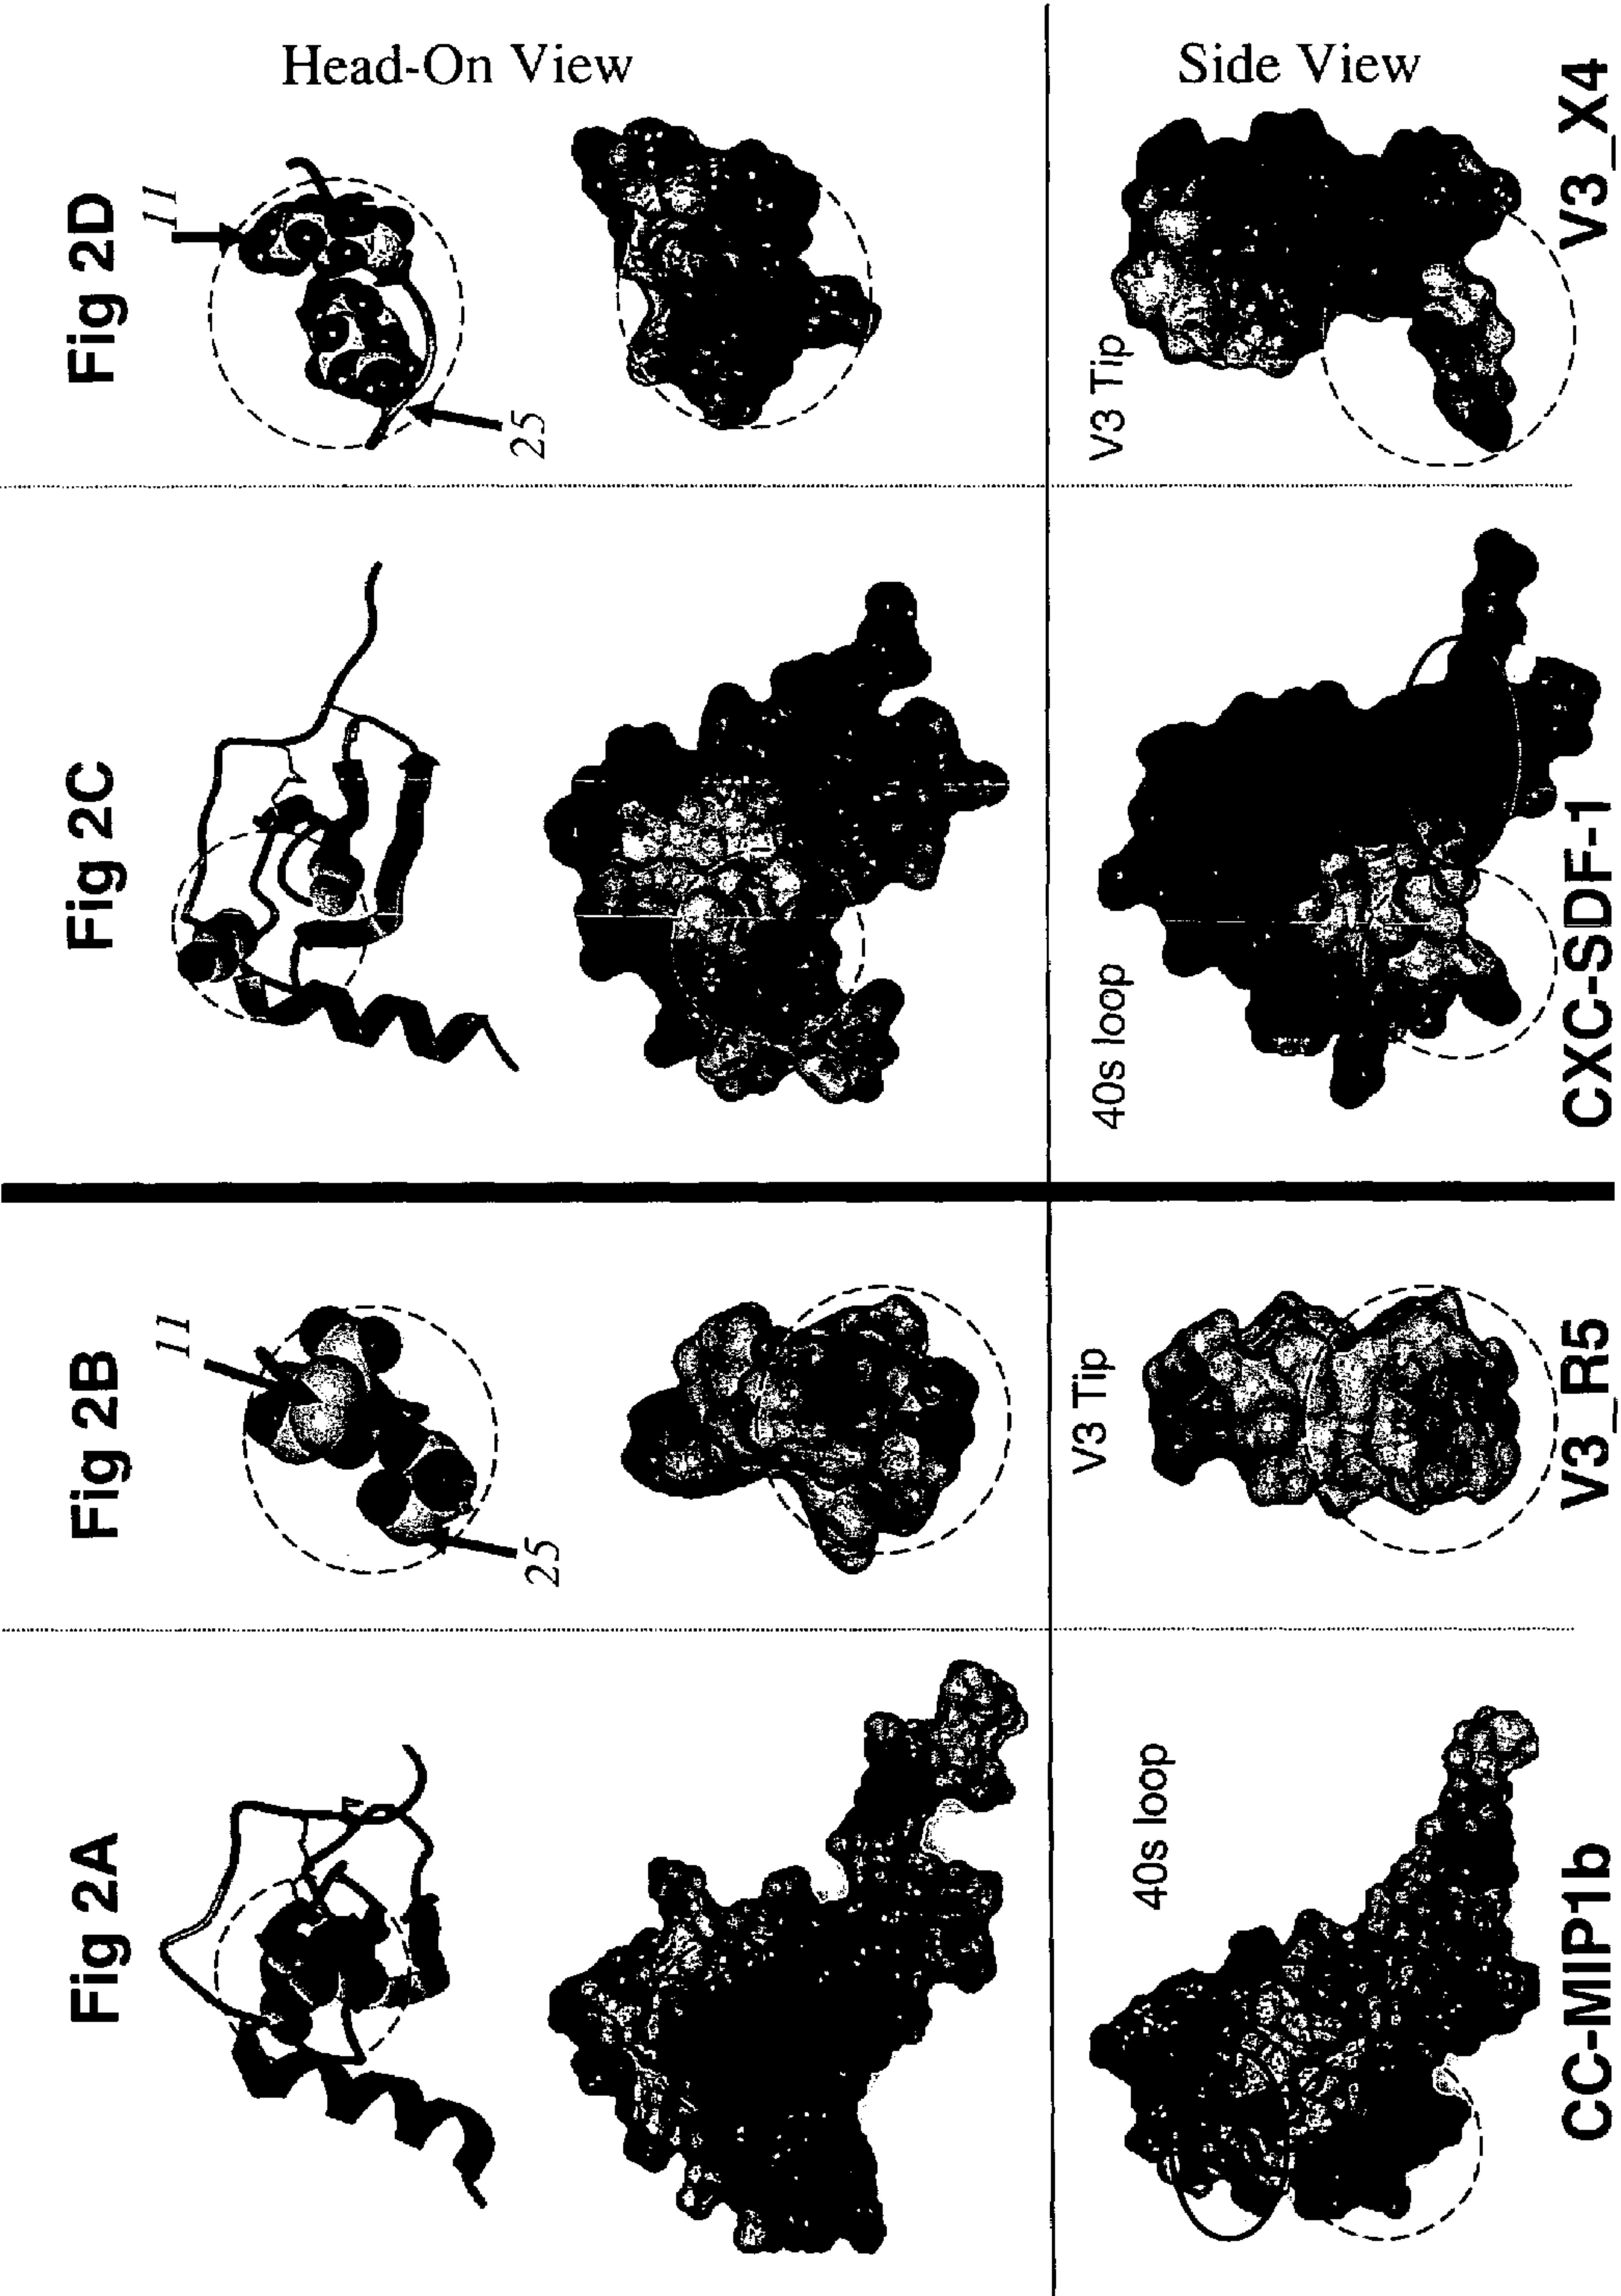 Fig 2A
Fig 2B
Fig 2C
Fig 2D
11
25
11
25
Head-On View
40s loop
V3 Tip
40s loop
V3 Tip
Side View
CC-MIP1b
V3_R5
CXC-SDF-1
V3_X4